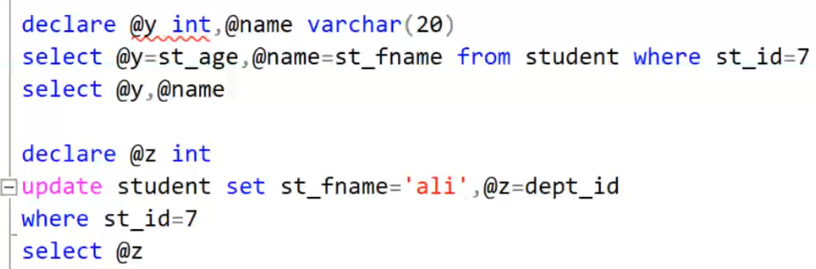 declare @y int,@name varchar(20)
select @y=st_age,@name=st_fname from student where st_id=7
select @y,@name
declare @z int
update student set st_fname='ali',@z=dept_id
where st_id=7
select @z